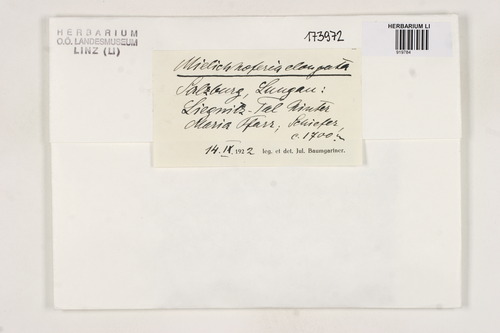 HERBARIUM
O.Ö. LANDESMUSEUM
LINZ (LI)
173972
HERBARIUM LI
Mielichhoferia elongata
Salzburg, Lungau:
Liegnitz-Tal hinter
Maria Pfarr; Schiefer
c. 1700
14. IX. 1922 leg. et det. Jul. Baumgartner.